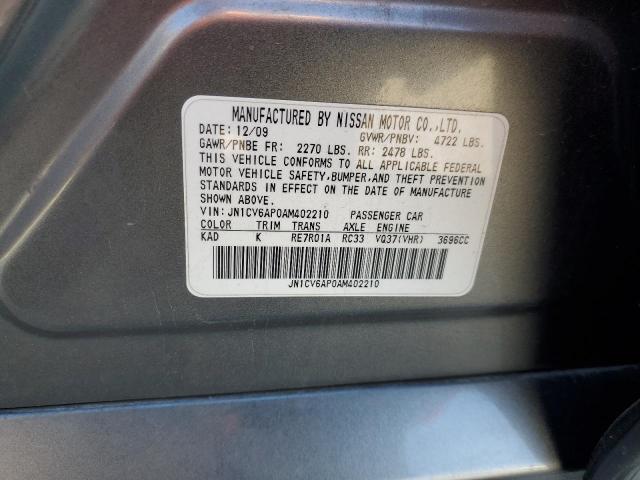 MANUFACTURED BY NISSAN MOTOR CO.,LTD.
DATE: 12/09 GVWR/PNBV: 4722 LBS.
GAWR/PNBE FR: 2270 LBS. RR: 2478 LBS.
THIS VEHICLE CONFORMS TO ALL APPLICABLE FEDERAL
MOTOR VEHICLE SAFETY,BUMPER,AND THEFT PREVENTION
STANDARDS IN EFFECT ON THE DATE OF MANUFACTURE
SHOWN ABOVE.
VIN: JN1CV6AP0AM402210 PASSENGER CAR
COLOR TRIM TRANS AXLE ENGINE
KAD K RE7R01A RC33 VQ37(VHR) 3696CC
JN1CV6AP0AM402210